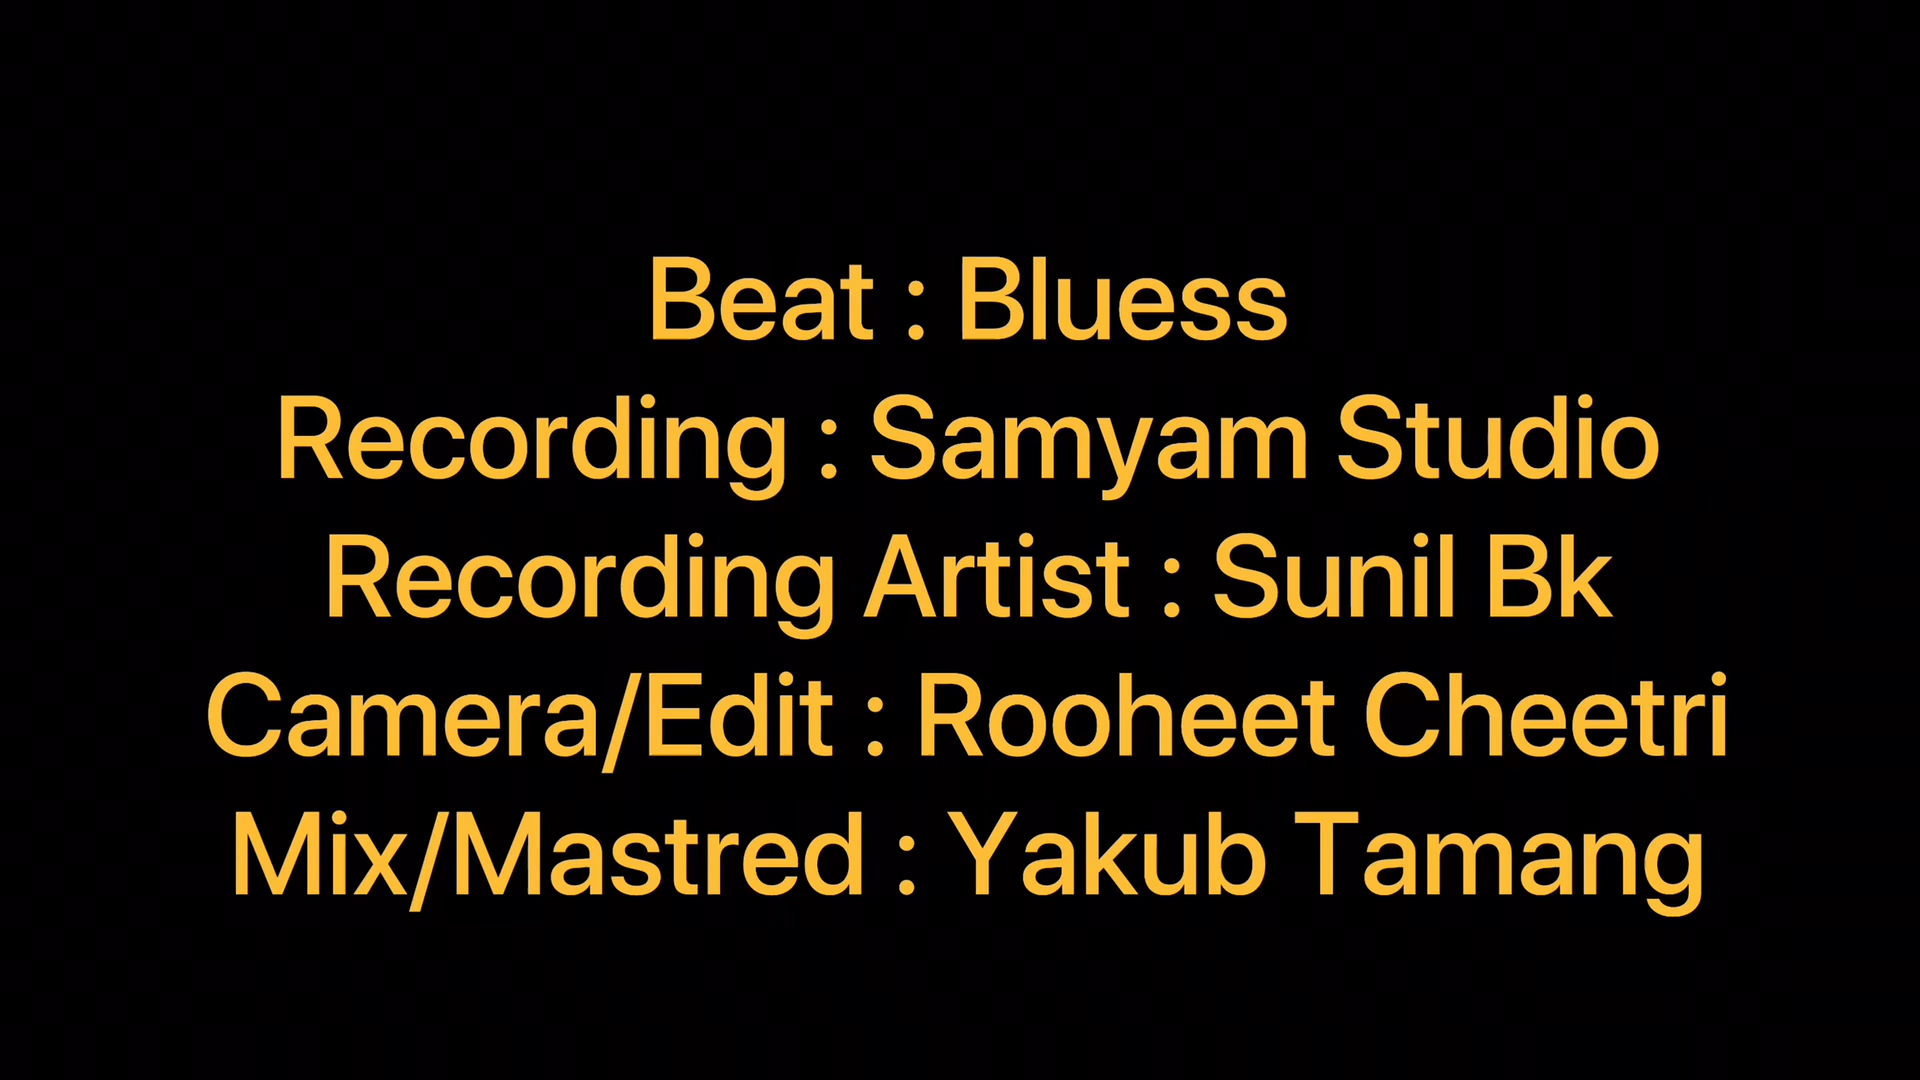 Beat : Bluess
Recording : Samyam Studio
Recording Artist : Sunil Bk
Camera/Edit : Rooheet Cheetri
Mix/Mastred : Yakub Tamang